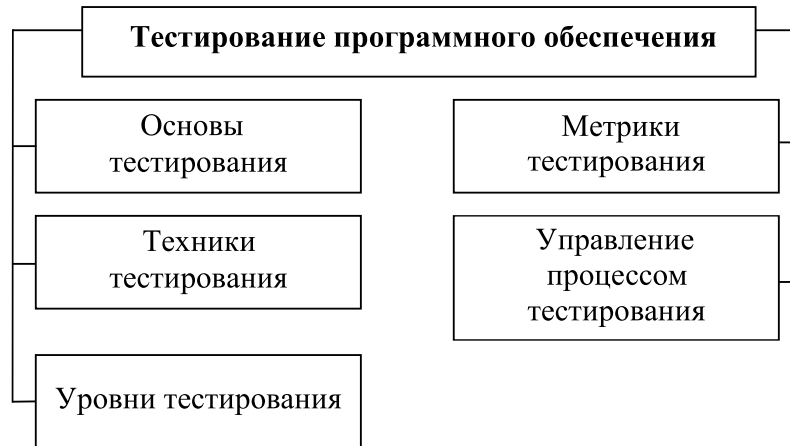 Тестирование программного обеспечения
Основы
тестирования
Техники
тестирования
Уровни тестирования
Метрики
тестирования
Управление
процессом
тестирования